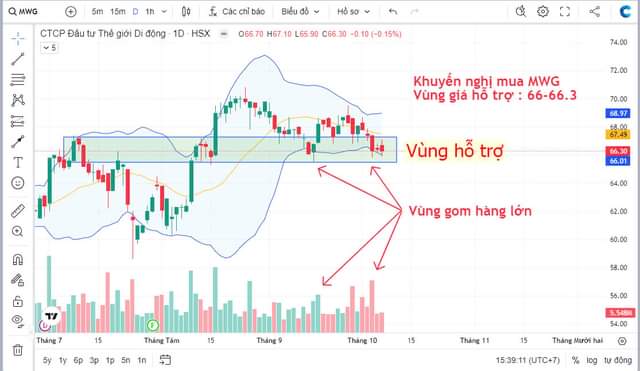 MWG
5m 15m D 1h
Các chỉ báo
Biểu đồ
Hồ sơ
CTCP Đầu tư Thế giới Di động · 1D · HSX
O66.70 H67.10 L65.90 C66.30 -0.10 (-0.15%)
5
Khuyến nghị mua MWG
Vùng giá hỗ trợ : 66-66.3
Vùng hỗ trợ
Vùng gom hàng lớn
74.00
72.00
70.00
68.97
67.49
66.30
66.01
64.00
62.00
60.00
58.00
56.00
5.548M
54.00
Tháng 7 15 Tháng Tám 15 Tháng 9 15 Tháng 10 15 Tháng 11 15 Tháng Mười hai
5y 1y 6p 3p 1p 5n 1n
15:39:11 (UTC+7)
% log tự động